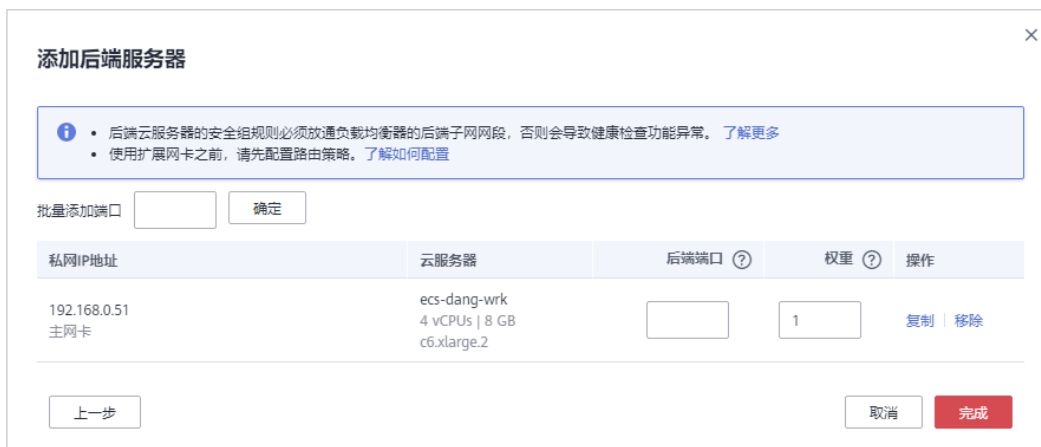 添加后端服务器
• 后端云服务器的安全组规则必须放通负载均衡器的后端子网网段，否则会导致健康检查功能异常。 了解更多
• 使用扩展网卡之前，请先配置路由策略。了解如何配置
批量添加端口 确定
私网IP地址 云服务器 后端端口 ? 权重 ? 操作
192.168.0.51 ecs-dang-wrk 1 复制 移除
主网卡 4 vCPUs | 8 GB
c6.xlarge.2
上一步 取消 完成